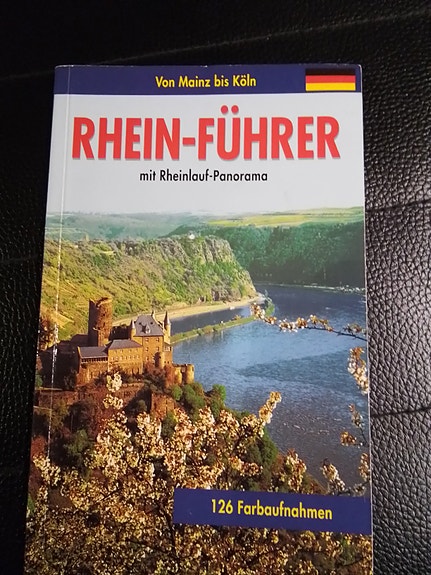 Von Mainz bis Köln
RHEIN-FÜHRER
mit Rheinlauf-Panorama
126 Farbaufnahmen